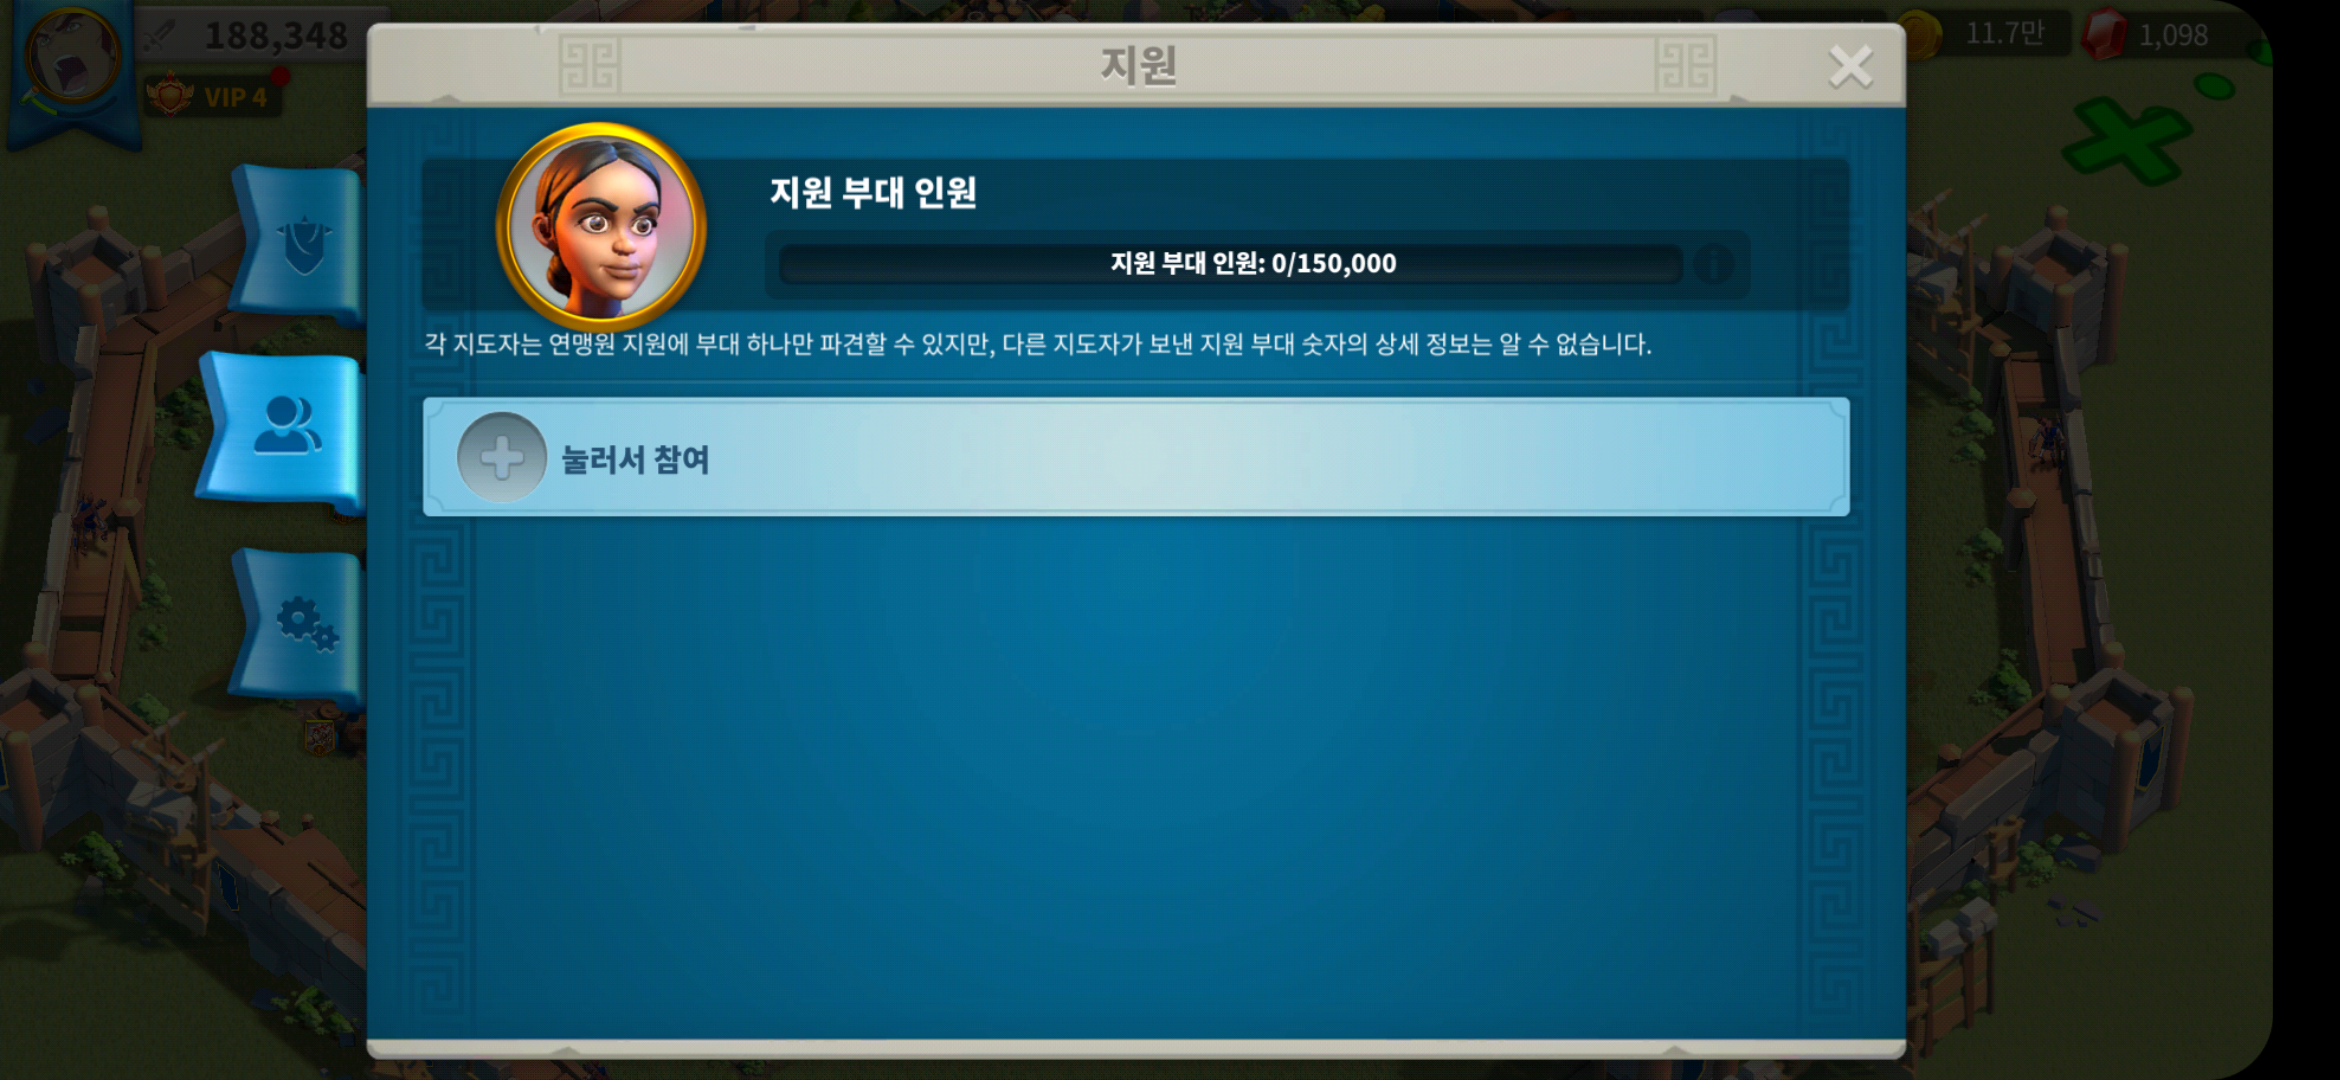 188,348
VIP 4
지원
11.7만
1,098
지원 부대 인원
지원 부대 인원: 0/150,000
각 지도자는 연맹원 지원에 부대 하나만 파견할 수 있지만, 다른 지도자가 보낸 지원 부대 숫자의 상세 정보는 알 수 없습니다.
눌러서 참여